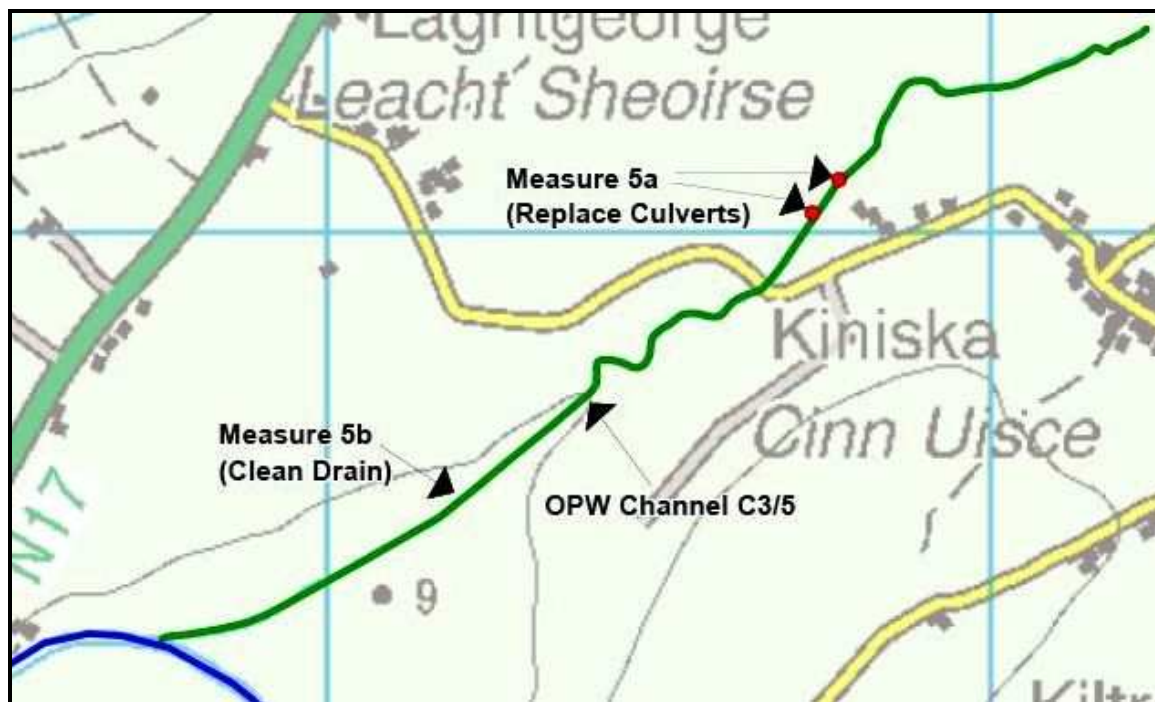 Laghtgeorge
Leacht Sheoirse
Measure 5a
(Replace Culverts)
Kiniska
Cinn Uisce
Measure 5b
(Clean Drain)
OPW Channel C3/5
N17
9
Kiltr